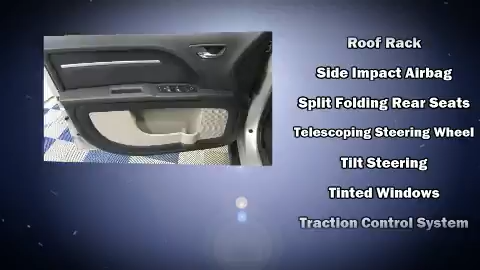 Roof Rack
Side Impact Airbag
Split Folding Rear Seats
Telescoping Steering Wheel
Tilt Steering
Tinted Windows
Traction Control System